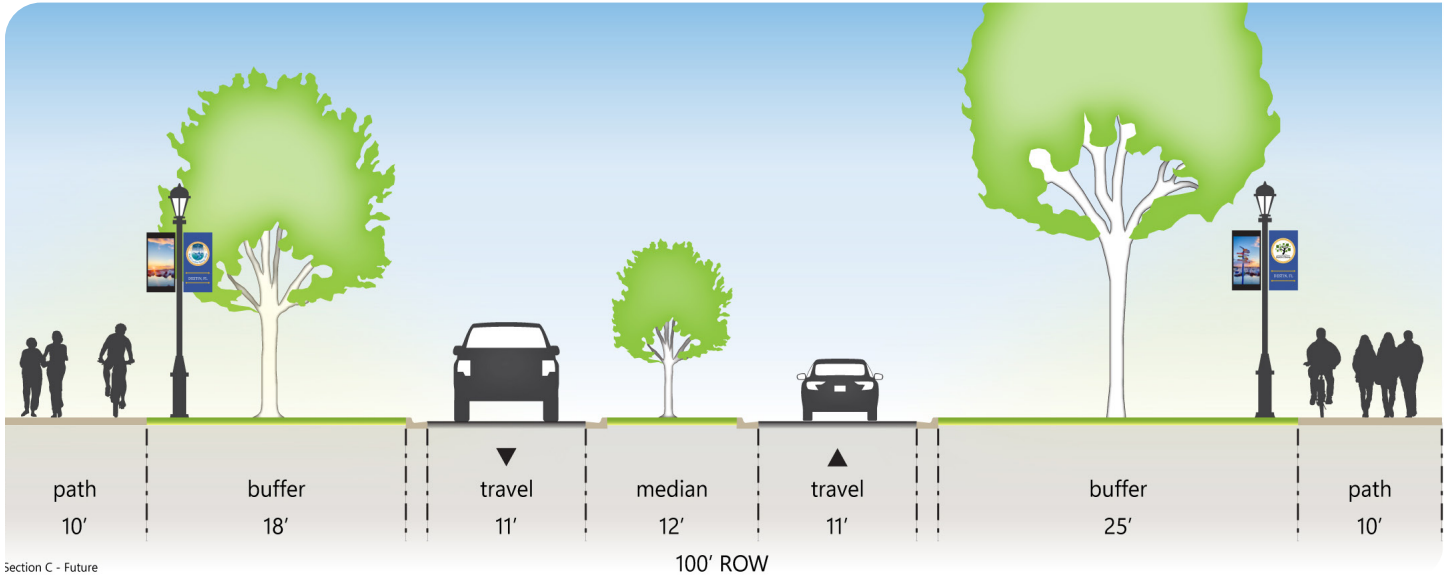 path
10′
buffer
18′
travel
11′
median
12′
travel
11′
buffer
25′
path
10′
100′ ROW
Section C - Future